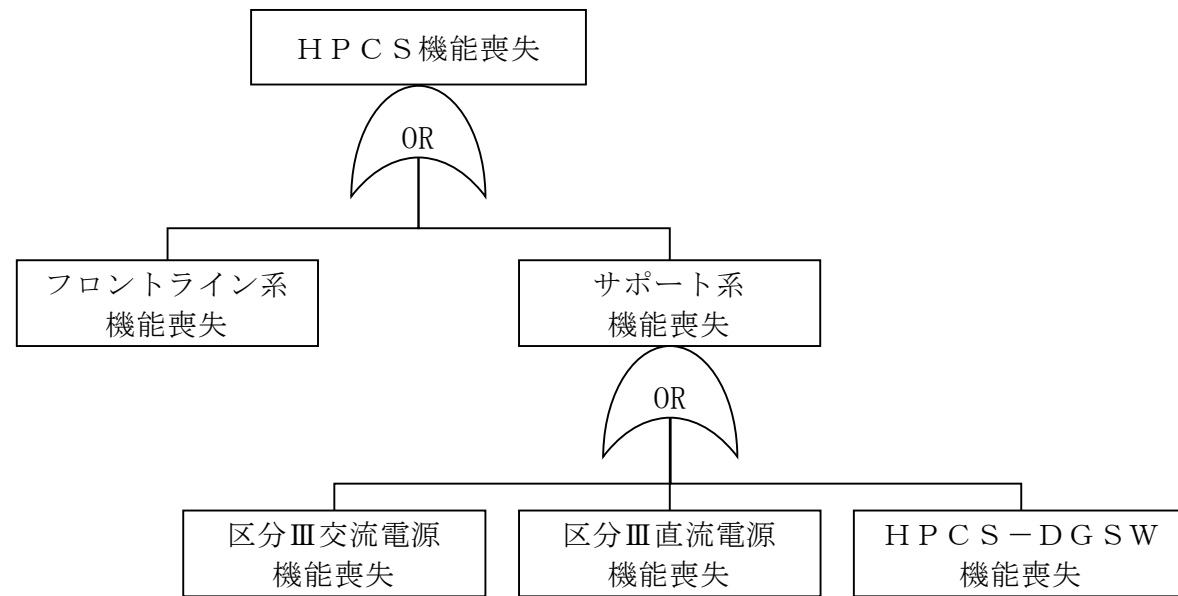 ＨＰＣＳ機能喪失
OR
フロントライン系
機能喪失
サポート系
機能喪失
OR
区分Ⅲ交流電源
機能喪失
区分Ⅲ直流電源
機能喪失
ＨＰＣＳ－ＤＧＳＷ
機能喪失